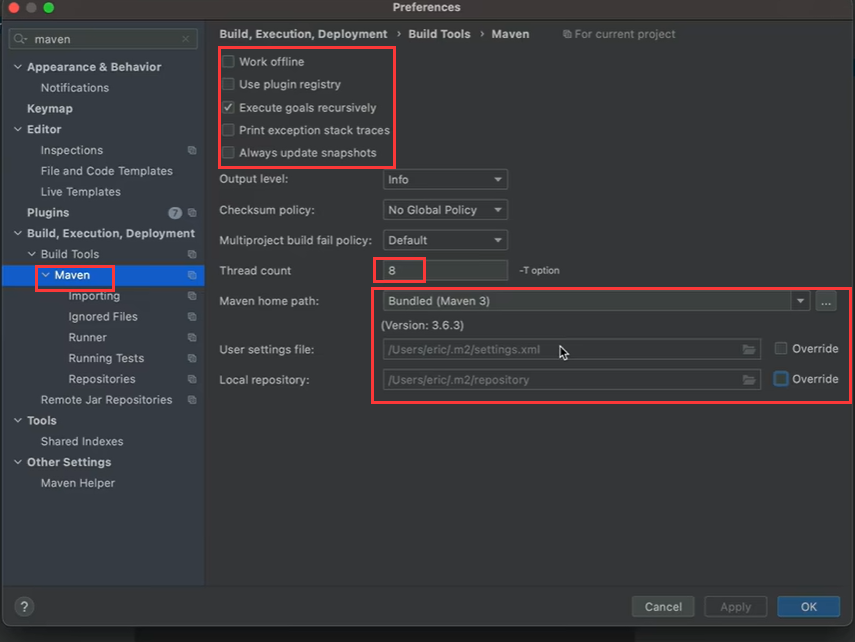 Preferences
maven
Appearance & Behavior
Notifications
Keymap
Editor
Inspections
File and Code Templates
Live Templates
Plugins 7
Build, Execution, Deployment
Build Tools
Maven
Importing
Ignored Files
Runner
Running Tests
Repositories
Remote Jar Repositories
Tools
Shared Indexes
Other Settings
Maven Helper
Build, Execution, Deployment › Build Tools › Maven For current project
Work offline
Use plugin registry
Execute goals recursively
Print exception stack traces
Always update snapshots
Output level: Info
Checksum policy: No Global Policy
Multiproject build fail policy: Default
Thread count 8 -T option
Maven home path: Bundled (Maven 3) ...
(Version: 3.6.3)
User settings file: /Users/eric/.m2/settings.xml Override
Local repository: /Users/eric/.m2/repository Override
? Cancel Apply OK